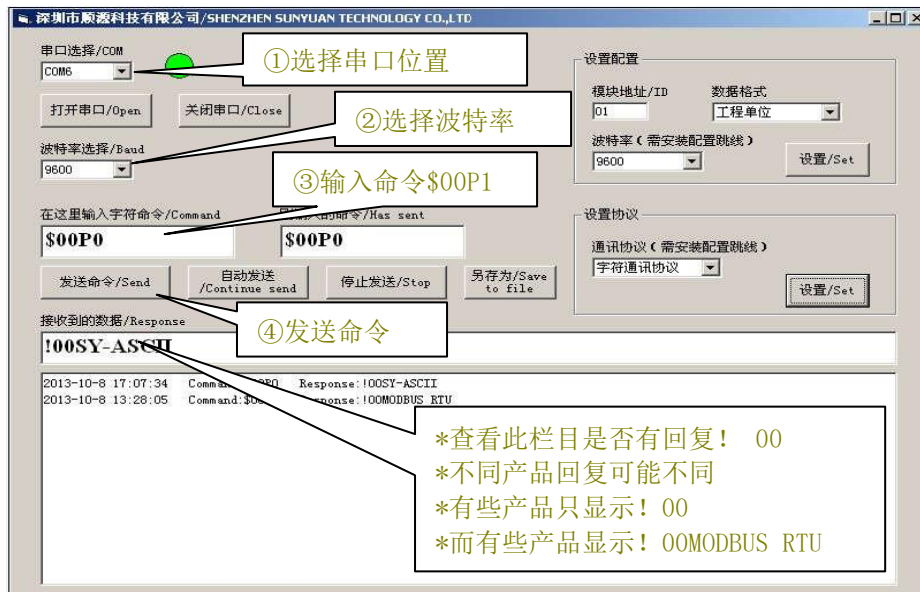 深圳市顺源科技有限公司/SHENZHEN SUNYUAN TECHNOLOGY CO.,LTD
串口选择/COM
COM6
①选择串口位置
打开串口/Open
关闭串口/Close
②选择波特率
波特率选择/Baud
9600
③输入命令$00P1
在这里输入字符命令/Command
的命令/Has sent
$00P0
$00P0
发送命令/Send
自动发送
/Continue send
停止发送/Stop
另存为/Save
to file
④发送命令
接收到的数据/Response
!00SY-ASCII
2013-10-8 17:07:34 Command: P0 Response:!00SY-ASCII
2013-10-8 13:28:05 Command:$0 sponse:!00MODBUS RTU
*查看此栏目是否有回复! 00
*不同产品回复可能不同
*有些产品只显示! 00
*而有些产品显示! 00MODBUS RTU
设置配置
模块地址/ID
数据格式
01
工程单位
波特率(需安装配置跳线)
9600
设置/Set
设置协议
通讯协议(需安装配置跳线)
字符通讯协议
设置/Set